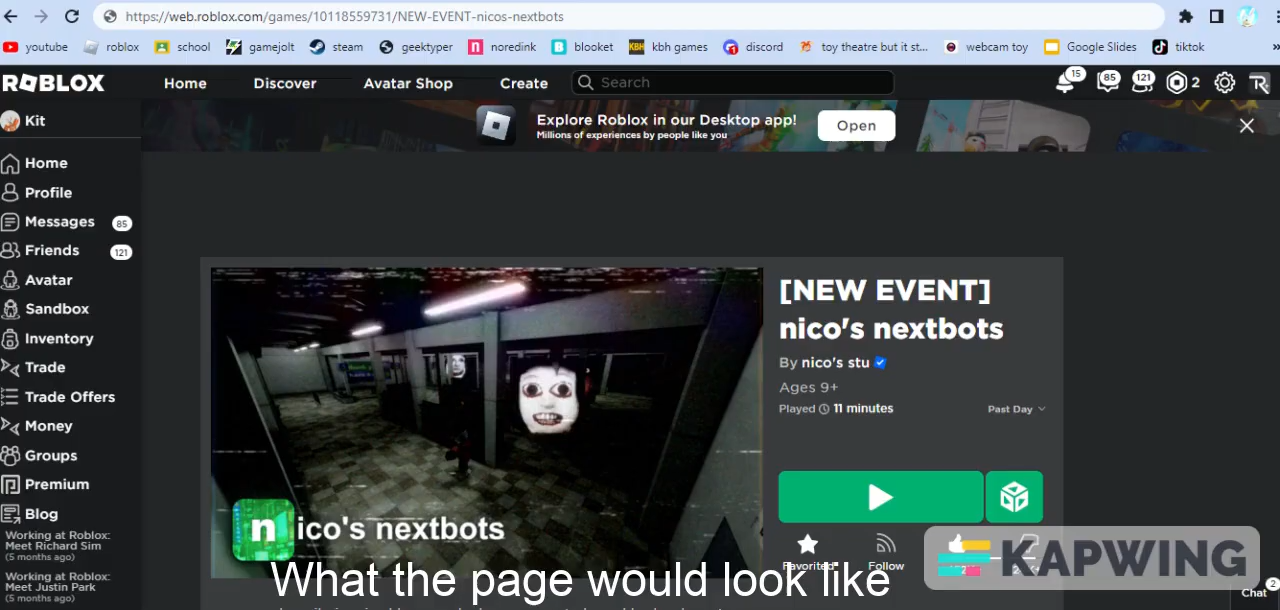 https://web.roblox.com/games/10118559731/NEW-EVENT-nicos-nextbots
youtube roblox school gamejolt steam geektyper noredink blooket KBH kbh games discord toy theatre but it st... webcam toy Google Slides tiktok »
ROBLOX Home Discover Avatar Shop Create Search 15 85 121 2
Kit
Explore Roblox in our Desktop app!
Millions of experiences by people like you
Open
Home
Profile
Messages 85
Friends 121
Avatar
Sandbox
Inventory
Trade
Trade Offers
Money
Groups
Premium
Blog
Working at Roblox:
Meet Richard Sim
(5 months ago)
Working at Roblox:
Meet Justin Park
(5 months ago)
[NEW EVENT]
nico's nextbots
By nico's stu
Ages 9+
Played 11 minutes Past Day
nico's nextbots
Favorited Follow
KAPWING
What the page would look like
Chat 2